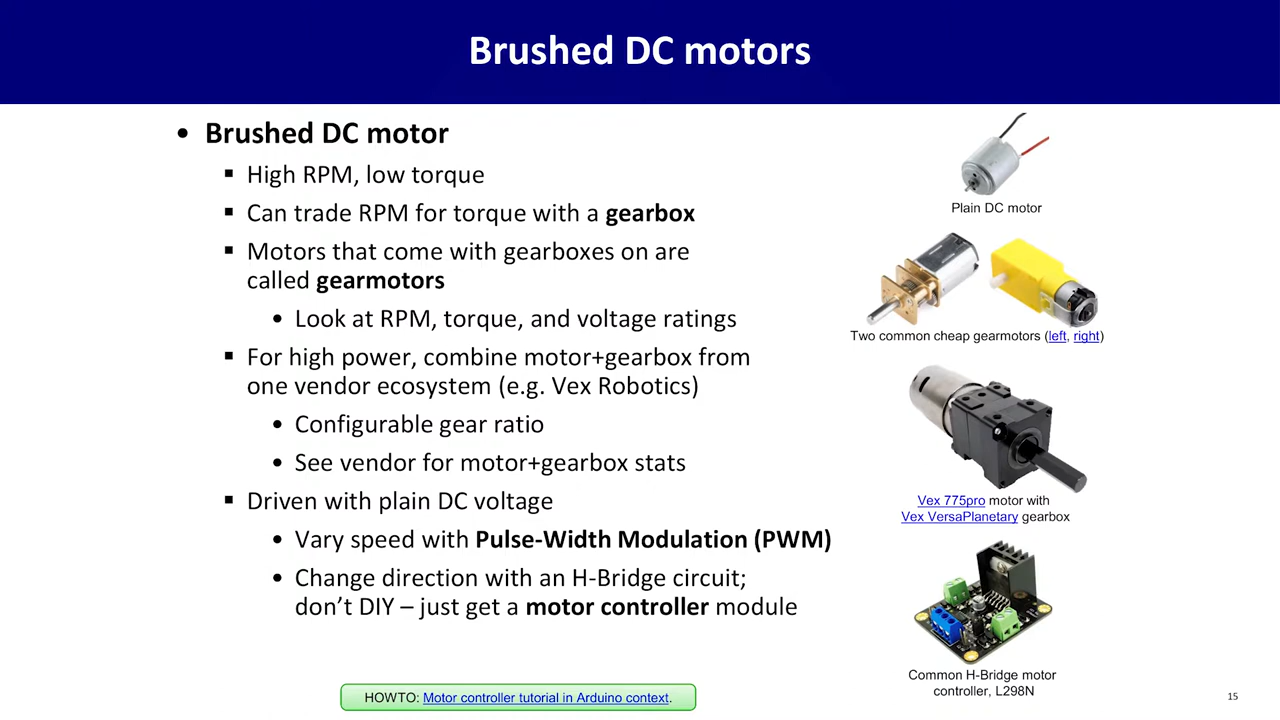 Brushed DC motors
• Brushed DC motor
▪ High RPM, low torque
▪ Can trade RPM for torque with a gearbox
▪ Motors that come with gearboxes on are
called gearmotors
• Look at RPM, torque, and voltage ratings
▪ For high power, combine motor+gearbox from
one vendor ecosystem (e.g. Vex Robotics)
• Configurable gear ratio
• See vendor for motor+gearbox stats
▪ Driven with plain DC voltage
• Vary speed with Pulse-Width Modulation (PWM)
• Change direction with an H-Bridge circuit;
don’t DIY – just get a motor controller module
Plain DC motor
Two common cheap gearmotors (left, right)
Vex 775pro motor with
Vex VersaPlanetary gearbox
Common H-Bridge motor
controller, L298N
HOWTO: Motor controller tutorial in Arduino context.
15